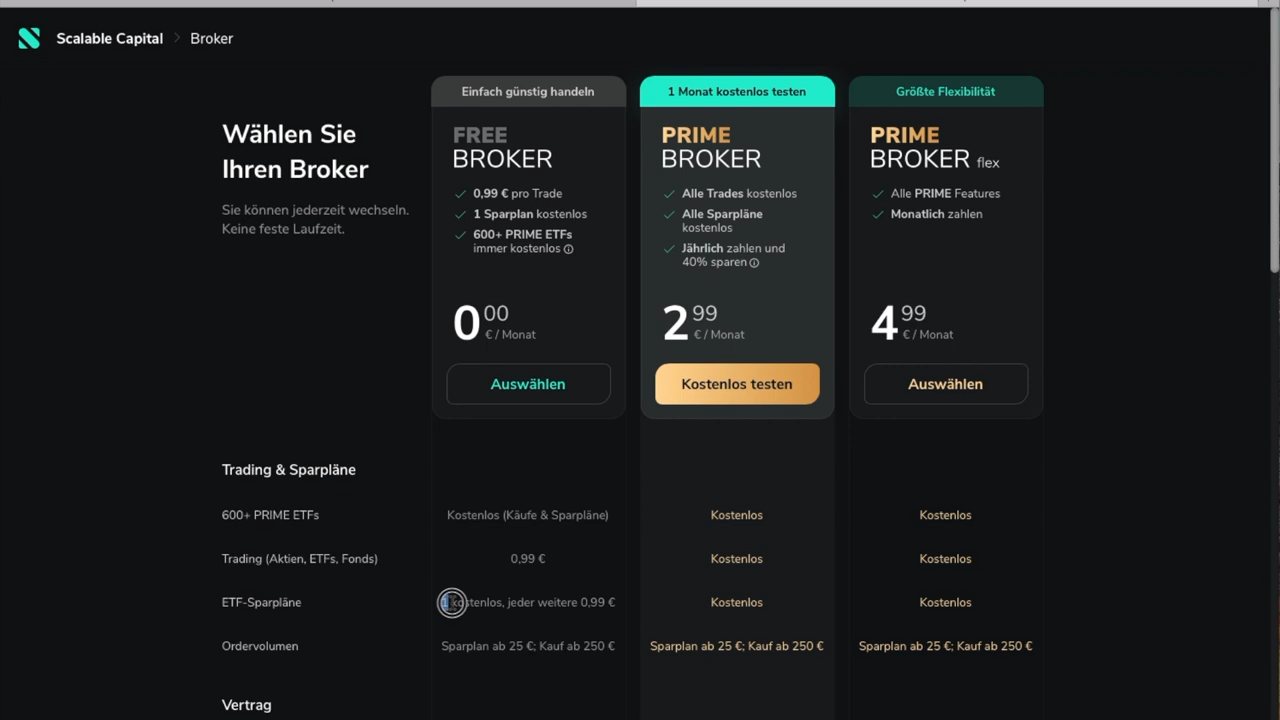 Scalable Capital > Broker
Wählen Sie
Ihren Broker
Sie können jederzeit wechseln.
Keine feste Laufzeit.
Einfach günstig handeln
FREE
BROKER
0,99 € pro Trade
1 Sparplan kostenlos
600+ PRIME ETFs
immer kostenlos
0 00
€ / Monat
Auswählen
1 Monat kostenlos testen
PRIME
BROKER
Alle Trades kostenlos
Alle Sparpläne
kostenlos
Jährlich zahlen und
40% sparen
2 99
€ / Monat
Kostenlos testen
Größte Flexibilität
PRIME
BROKER flex
Alle PRIME Features
Monatlich zahlen
4 99
€ / Monat
Auswählen
Trading & Sparpläne
600+ PRIME ETFs Kostenlos (Käufe & Sparpläne) Kostenlos Kostenlos
Trading (Aktien, ETFs, Fonds) 0,99 € Kostenlos Kostenlos
ETF-Sparpläne 1 kostenlos, jeder weitere 0,99 € Kostenlos Kostenlos
Ordervolumen Sparplan ab 25 €; Kauf ab 250 € Sparplan ab 25 €; Kauf ab 250 € Sparplan ab 25 €; Kauf ab 250 €
Vertrag